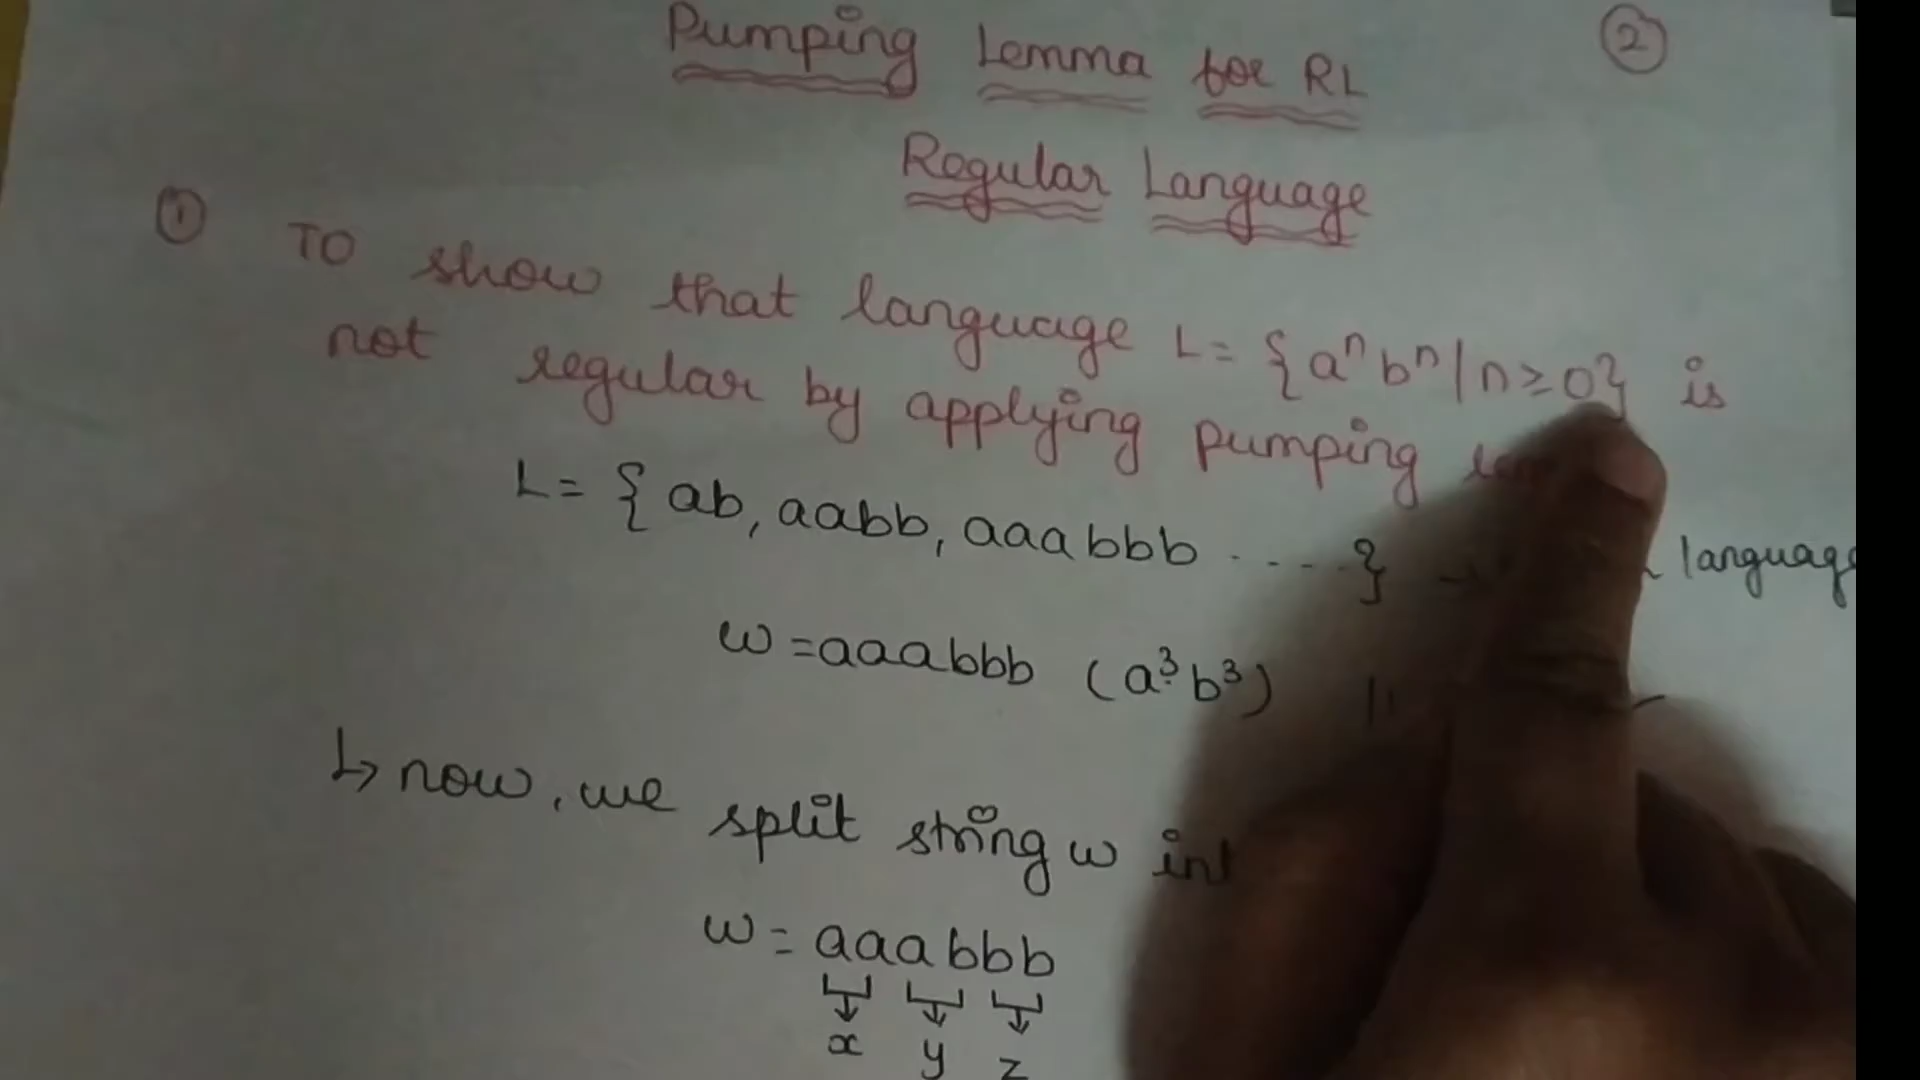 Pumping Lemma for RL
②
Regular Language
① TO show that language L = {aⁿbⁿ | n ≥ 0} is
not regular by applying pumping
L = { ab, aabb, aaabbb ..... } → language
w = aaabbb (a³b³)
↳ now, we split string w
w = aaabbb
x y z